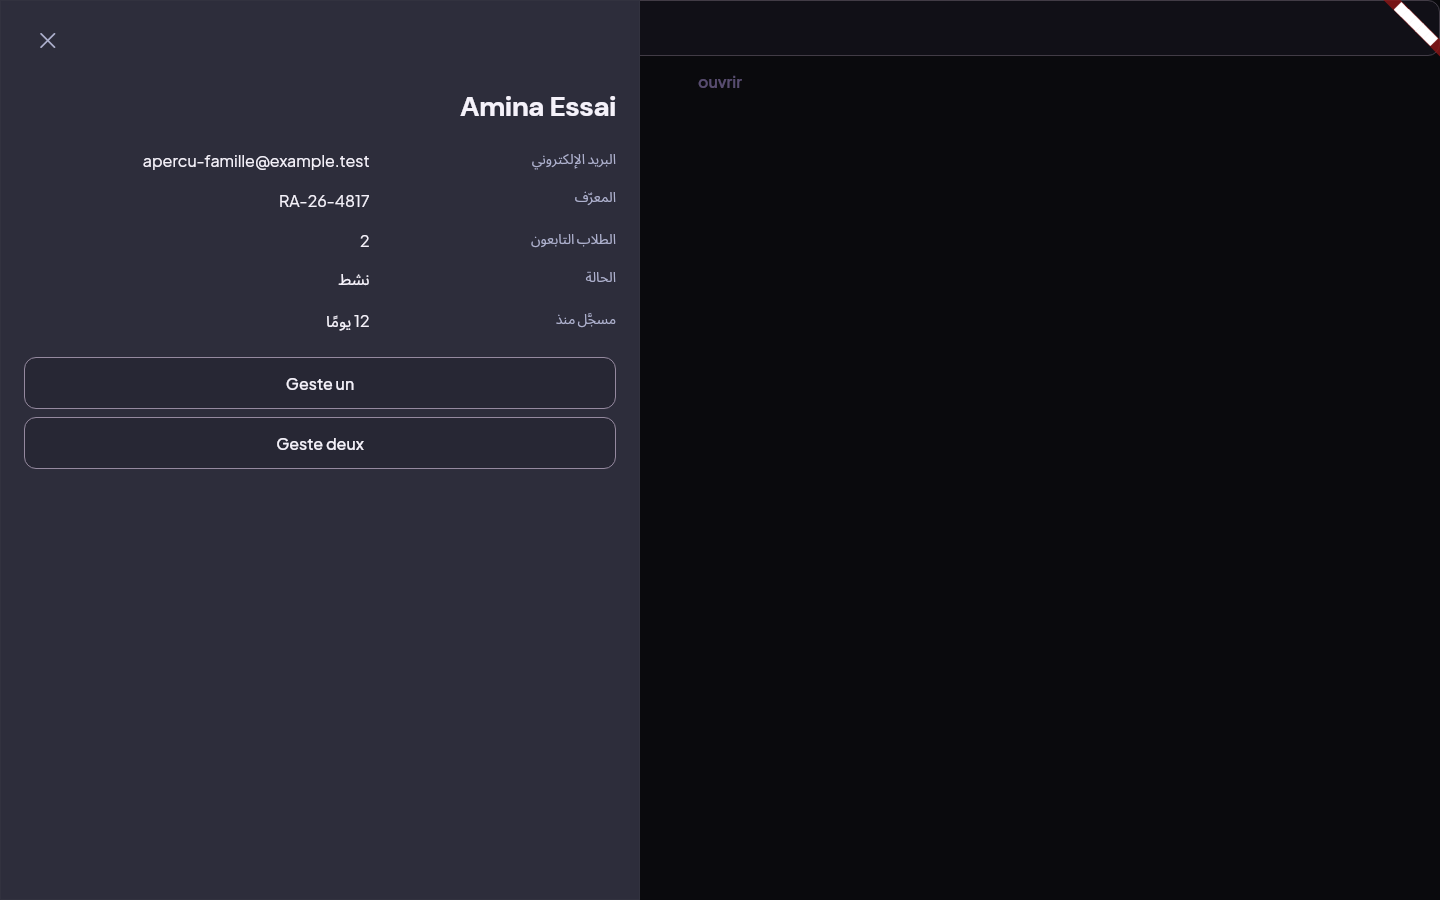 ouvrir
Amina Essai
البريد الإلكتروني apercu-famille@example.test
المعرّف RA-26-4817
الطلاب التابعون 2
الحالة نشط
مسجَّل منذ 12 يومًا
Geste un
Geste deux